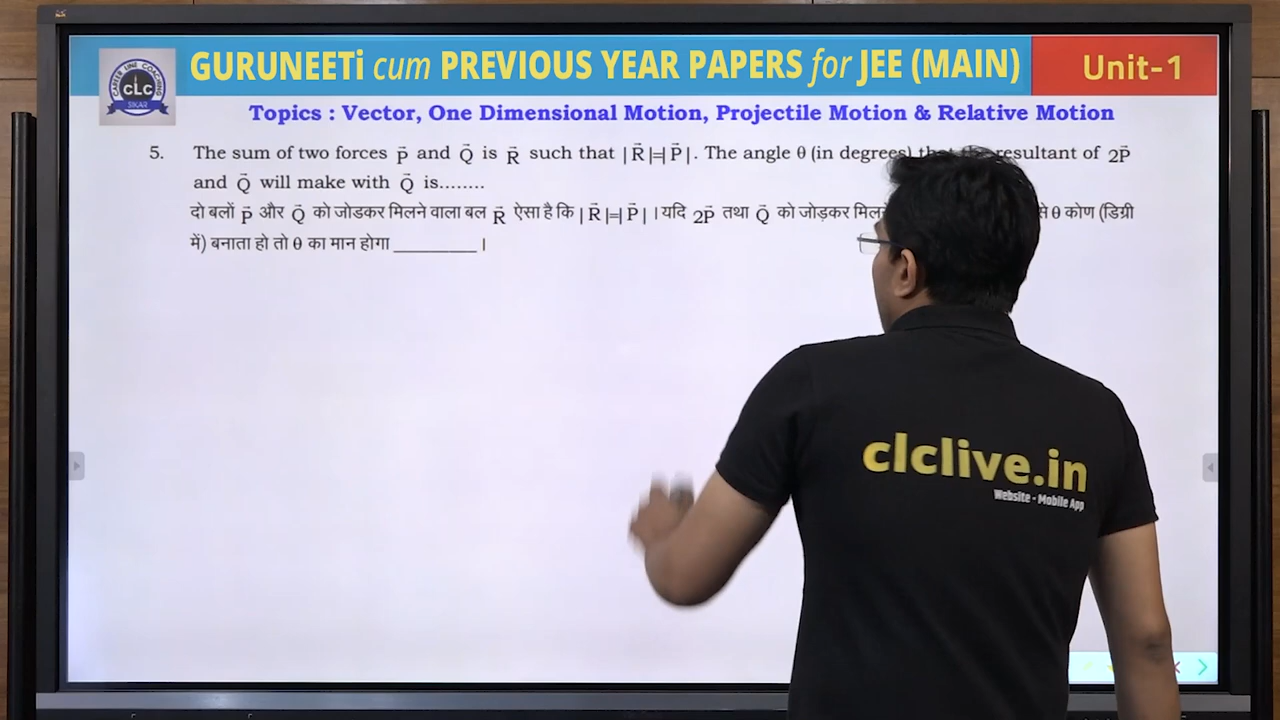 GURUNEETi cum PREVIOUS YEAR PAPERS for JEE (MAIN) Unit-1
CAREER LINE COACHING
CLC
SIKAR
Topics : Vector, One Dimensional Motion, Projectile Motion & Relative Motion
5. The sum of two forces P⃗ and Q⃗ is R⃗ such that |R⃗|=|P⃗|. The angle θ (in degrees) that resultant of 2P⃗
and Q⃗ will make with Q⃗ is........
दो बलों P⃗ और Q⃗ को जोडकर मिलने वाला बल R⃗ ऐसा है कि |R⃗|=|P⃗| । यदि 2P⃗ तथा Q⃗ को जोड़कर से θ कोण (डिग्री
में) बनाता हो तो θ का मान होगा _________ ।
clclive.in
Website - Mobile App